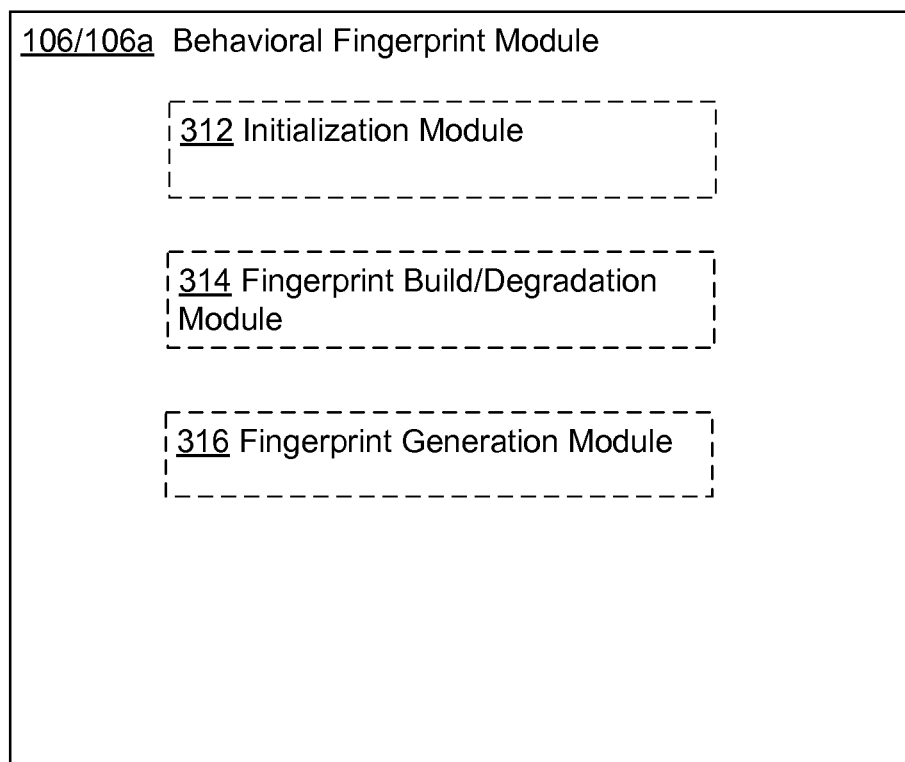 106/106a Behavioral Fingerprint Module
312 Initialization Module
314 Fingerprint Build/Degradation
Module
316 Fingerprint Generation Module